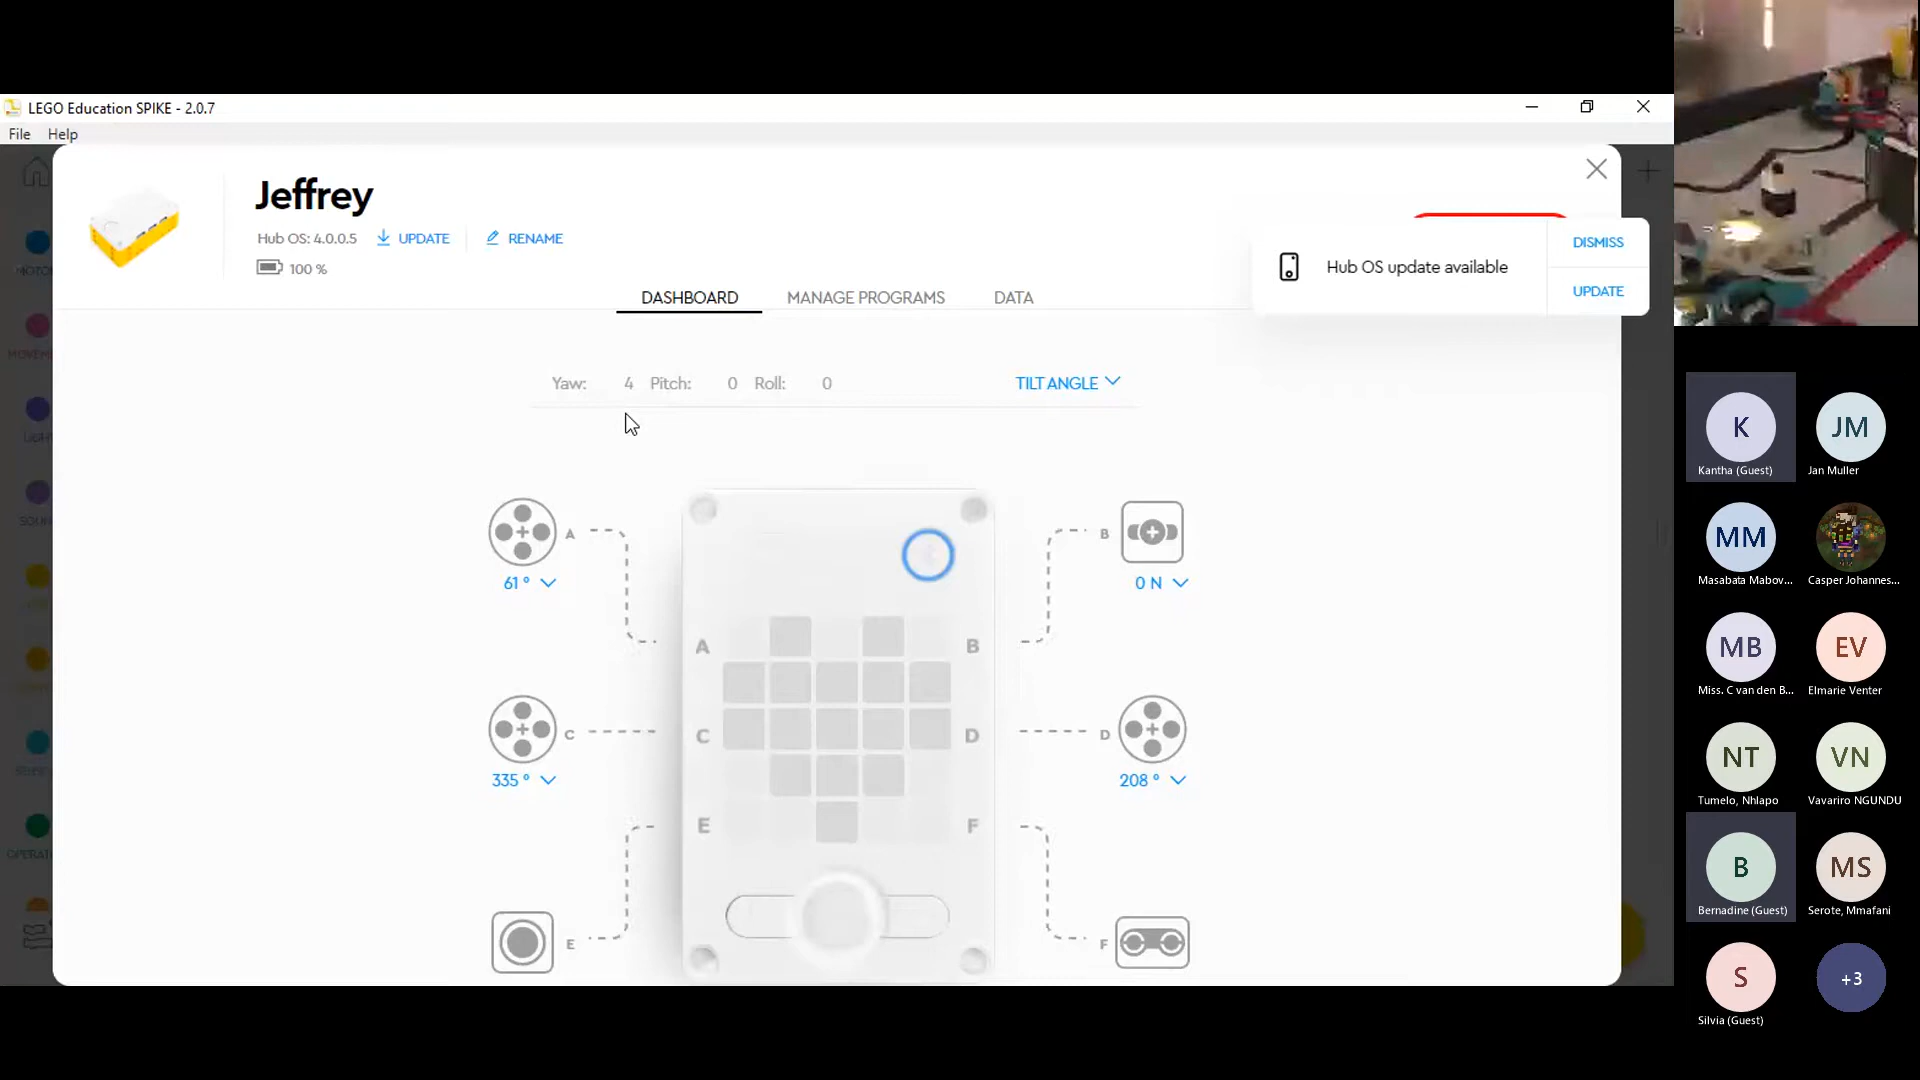 LEGO Education SPIKE - 2.0.7
File Help
Jeffrey
Hub OS: 4.0.0.5 UPDATE RENAME
100 %
Hub OS update available
DISMISS
UPDATE
DASHBOARD MANAGE PROGRAMS DATA
Yaw: 4 Pitch: 0 Roll: 0 TILT ANGLE
A
61 °
B
0 N
A B
C
335 °
C D
D
208 °
E F
E
F
K JM
Kantha (Guest) Jan Muller
MM
Masabata Mabov... Casper Johannes...
MB EV
Miss. C van den B... Elmarie Venter
NT VN
Tumelo, Nhlapo Vavariro NGUNDU
B MS
Bernadine (Guest) Serote, Mmafani
S +3
Silvia (Guest)